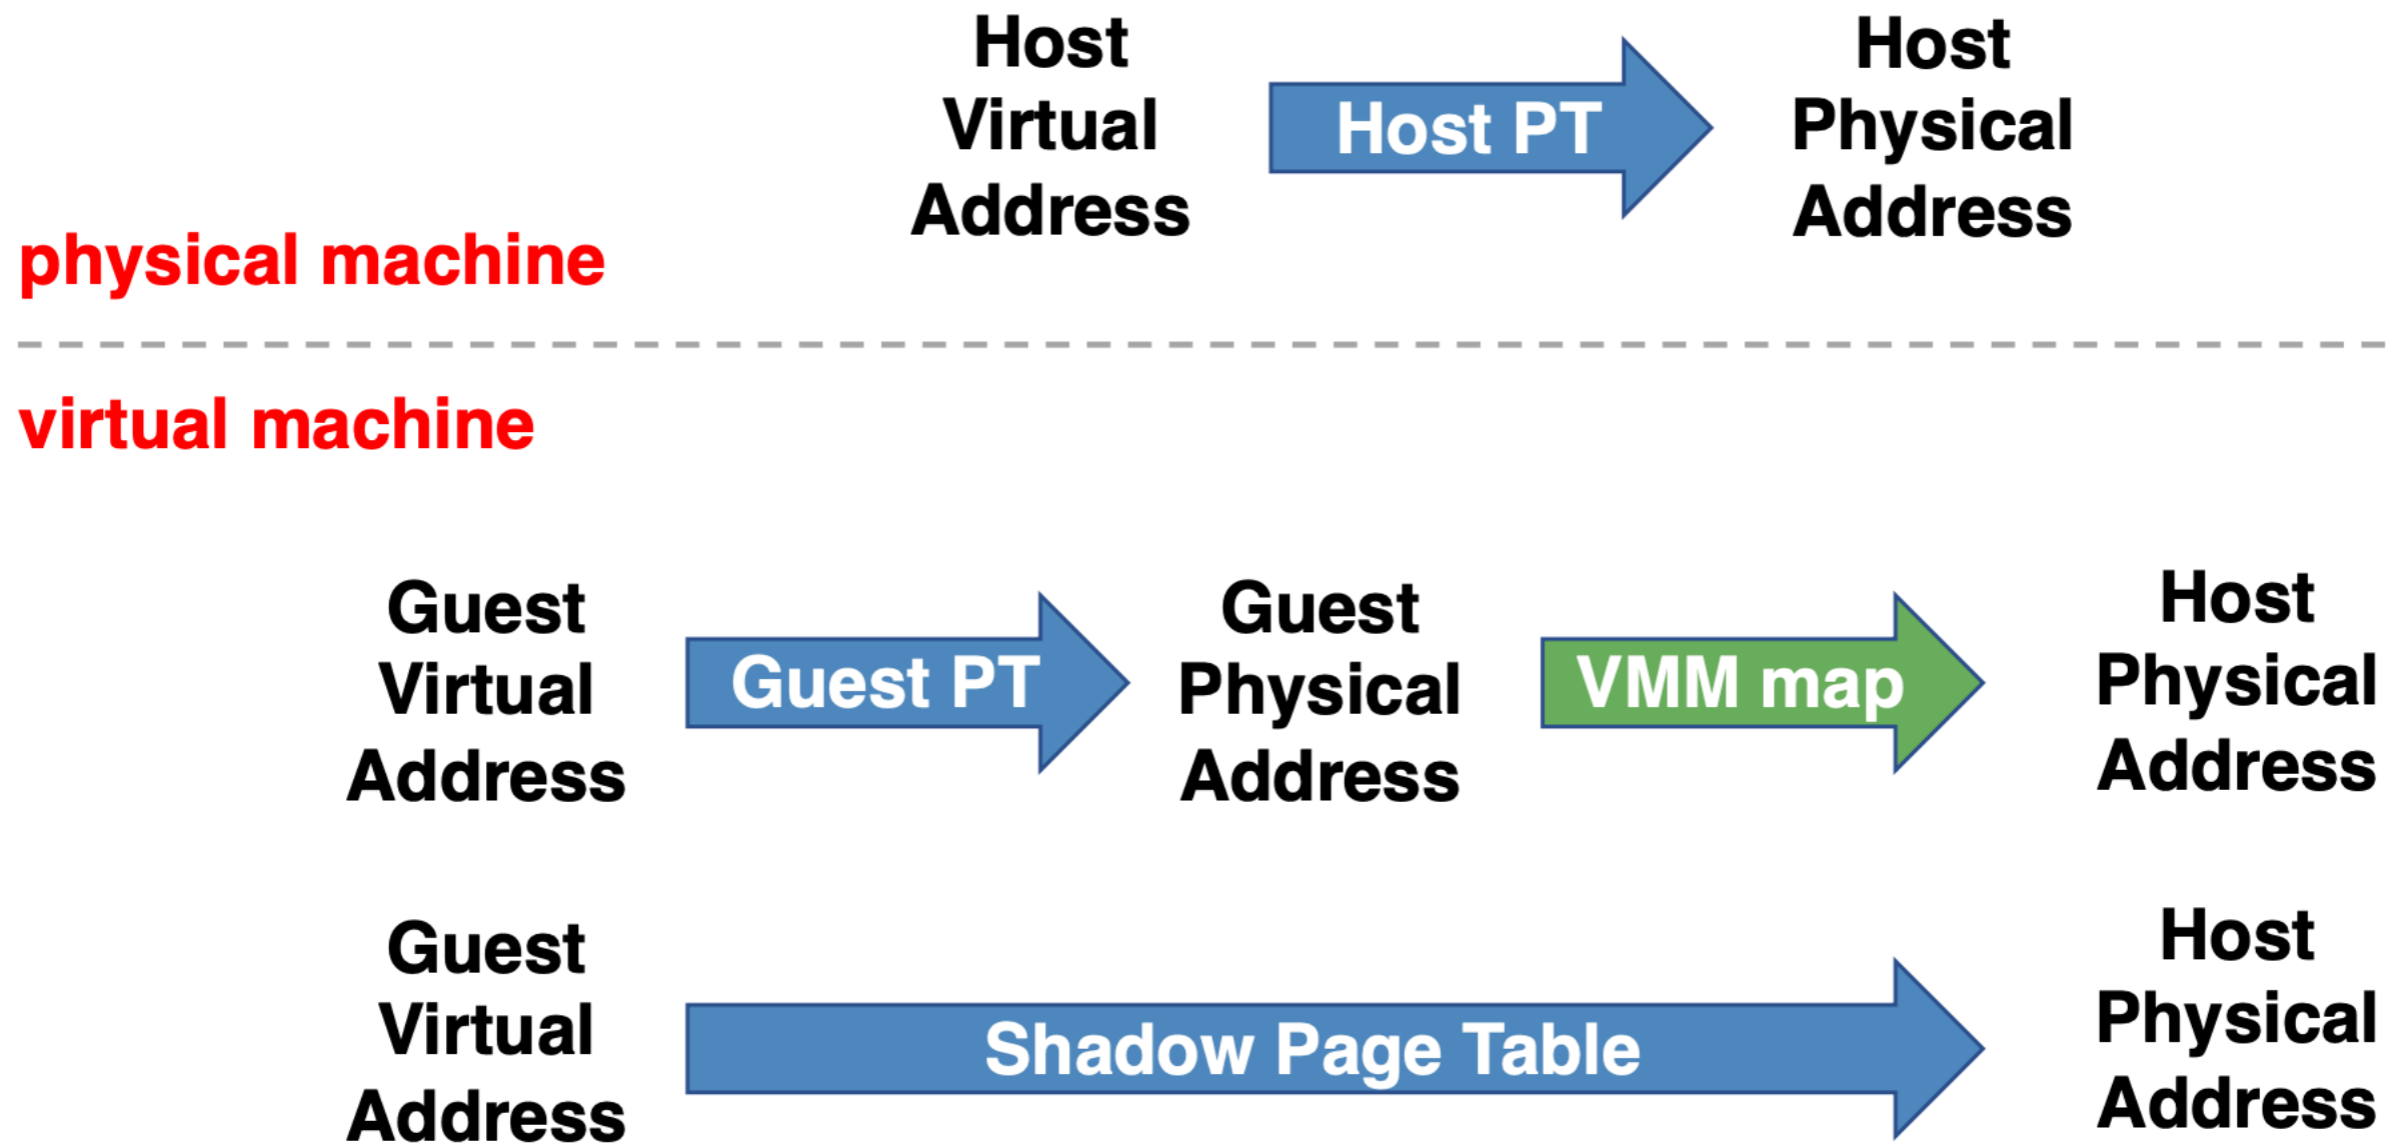 Host
Virtual
Address
Host PT
Host
Physical
Address
physical machine
virtual machine
Guest
Virtual
Address
Guest PT
Guest
Physical
Address
VMM map
Host
Physical
Address
Guest
Virtual
Address
Shadow Page Table
Host
Physical
Address